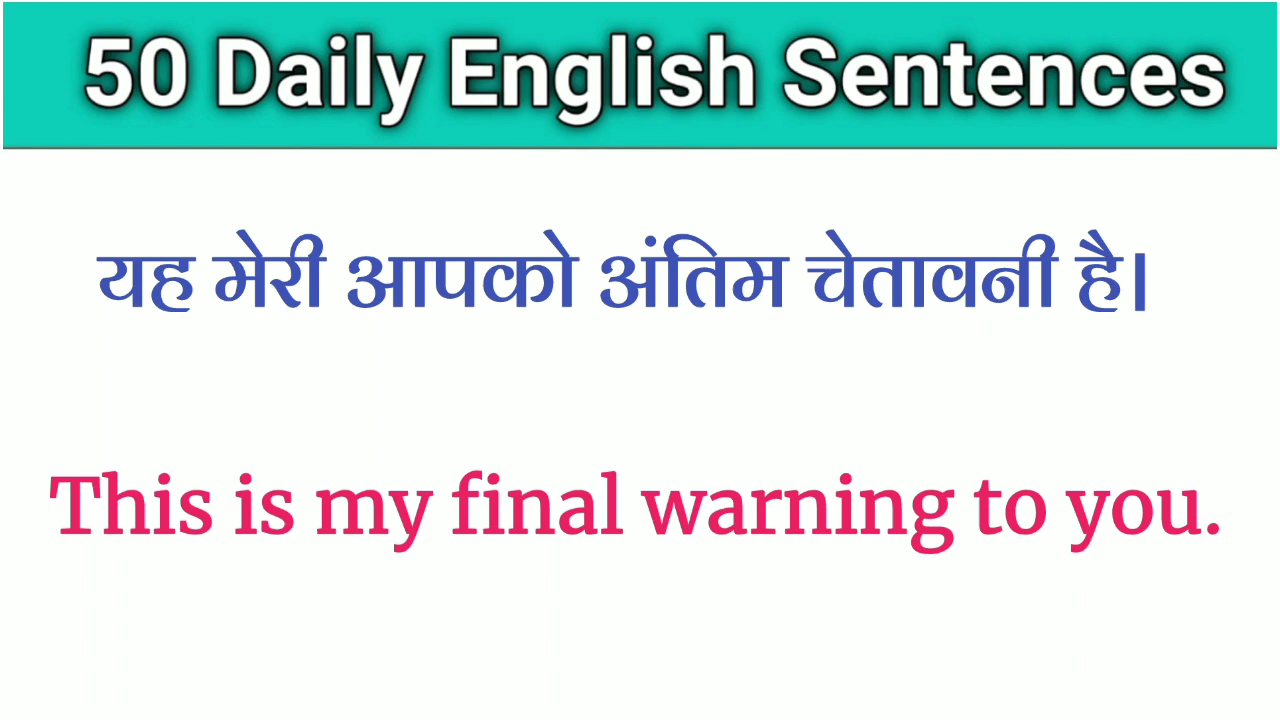 50 Daily English Sentences
यह मेरी आपको अंतिम चेतावनी है।
This is my final warning to you.